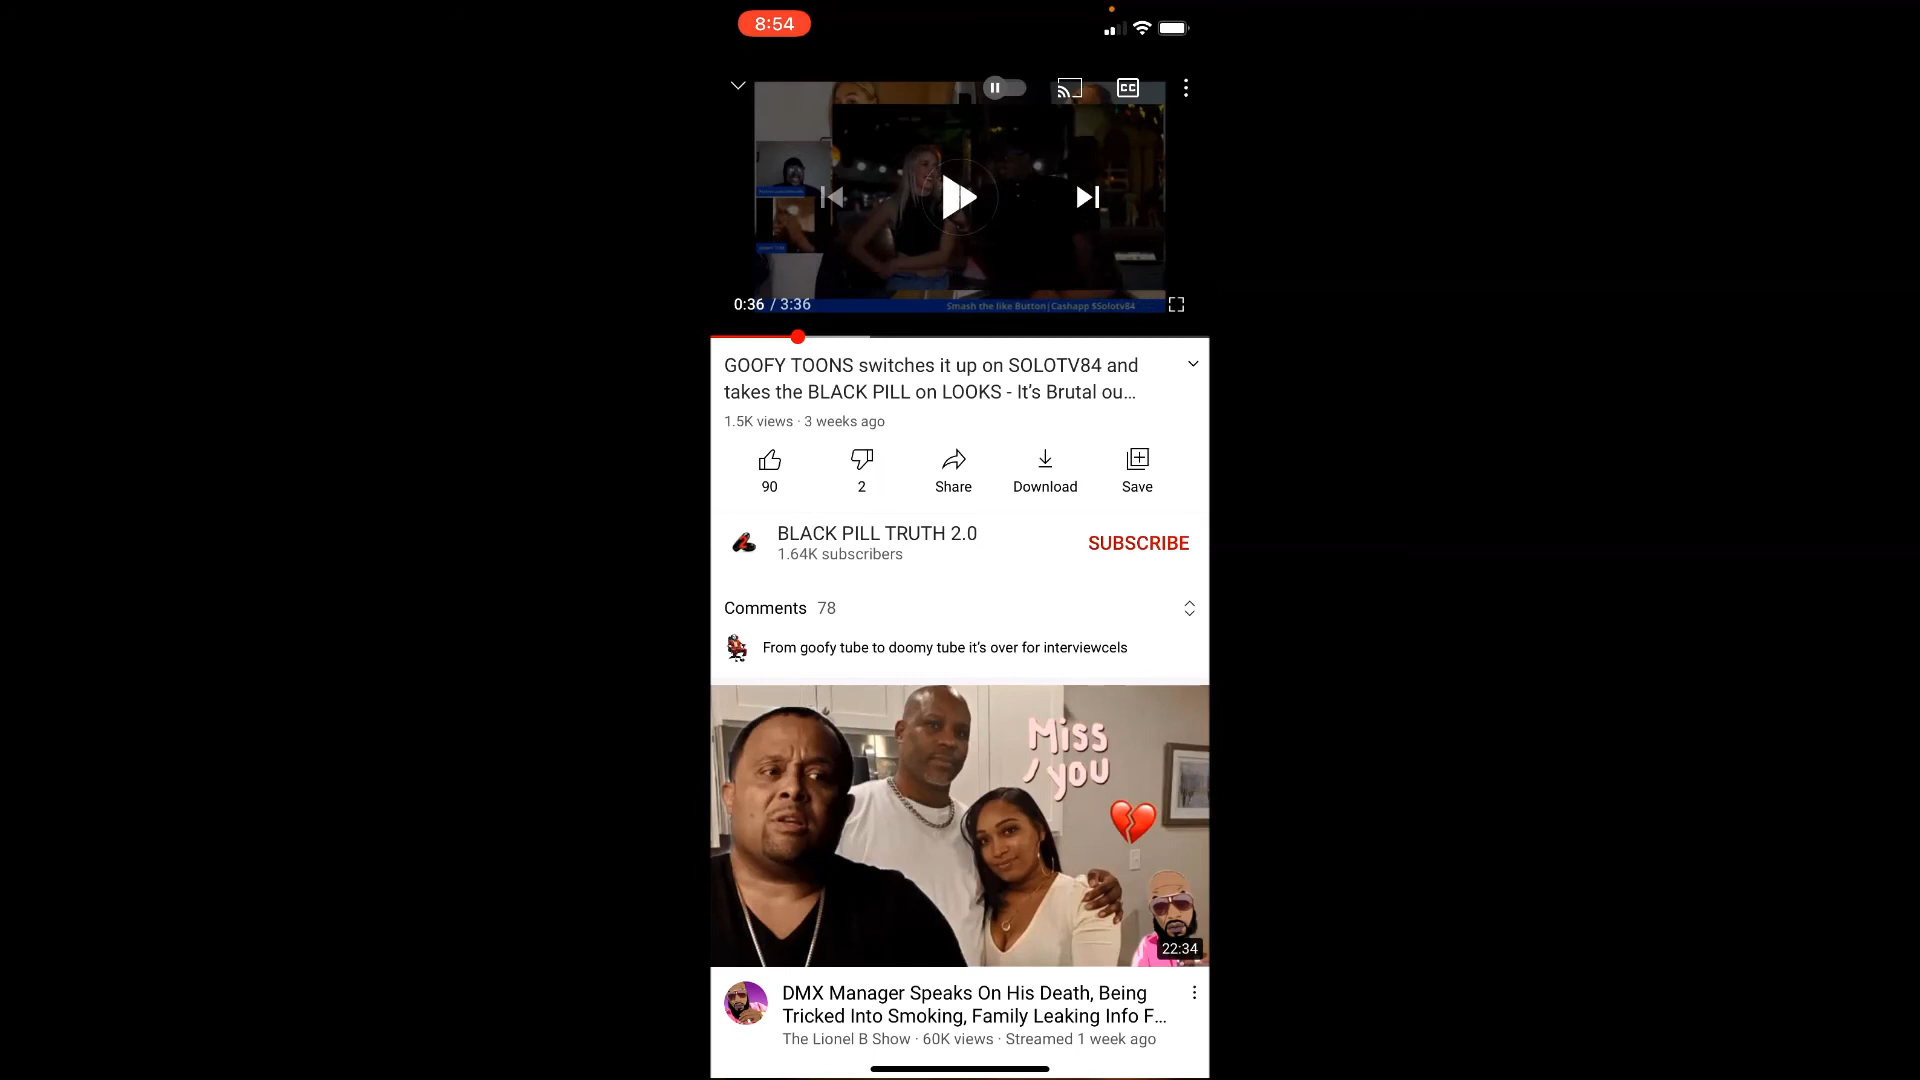 8:54
CC
Smash the like Button|Cashapp $Solotv84
0:36 / 3:36
GOOFY TOONS switches it up on SOLOTV84 and
takes the BLACK PILL on LOOKS - It's Brutal ou...
1.5K views · 3 weeks ago
90
2
Share
Download
Save
BLACK PILL TRUTH 2.0
1.64K subscribers
SUBSCRIBE
Comments 78
From goofy tube to doomy tube it's over for interviewcels
Miss
you
22:34
DMX Manager Speaks On His Death, Being
Tricked Into Smoking, Family Leaking Info F...
The Lionel B Show · 60K views · Streamed 1 week ago